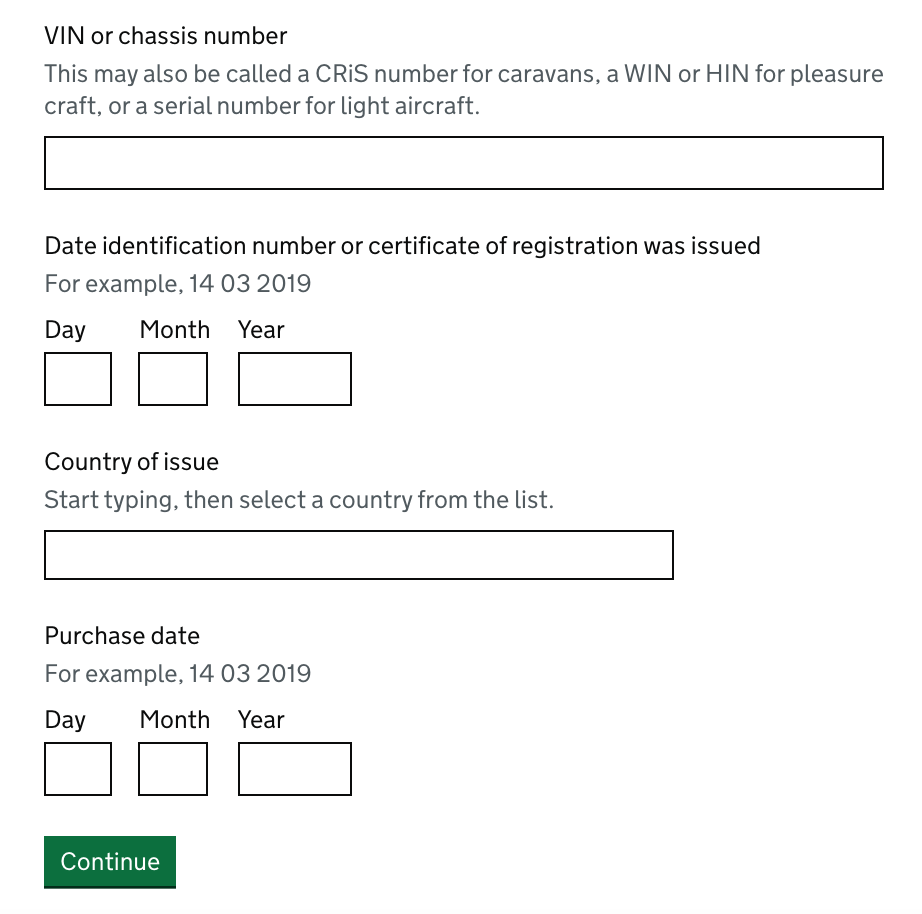 VIN or chassis number
This may also be called a CRiS number for caravans, a WIN or HIN for pleasure
craft, or a serial number for light aircraft.
Date identification number or certificate of registration was issued
For example, 14 03 2019
Day Month Year
Country of issue
Start typing, then select a country from the list.
Purchase date
For example, 14 03 2019
Day Month Year
Continue